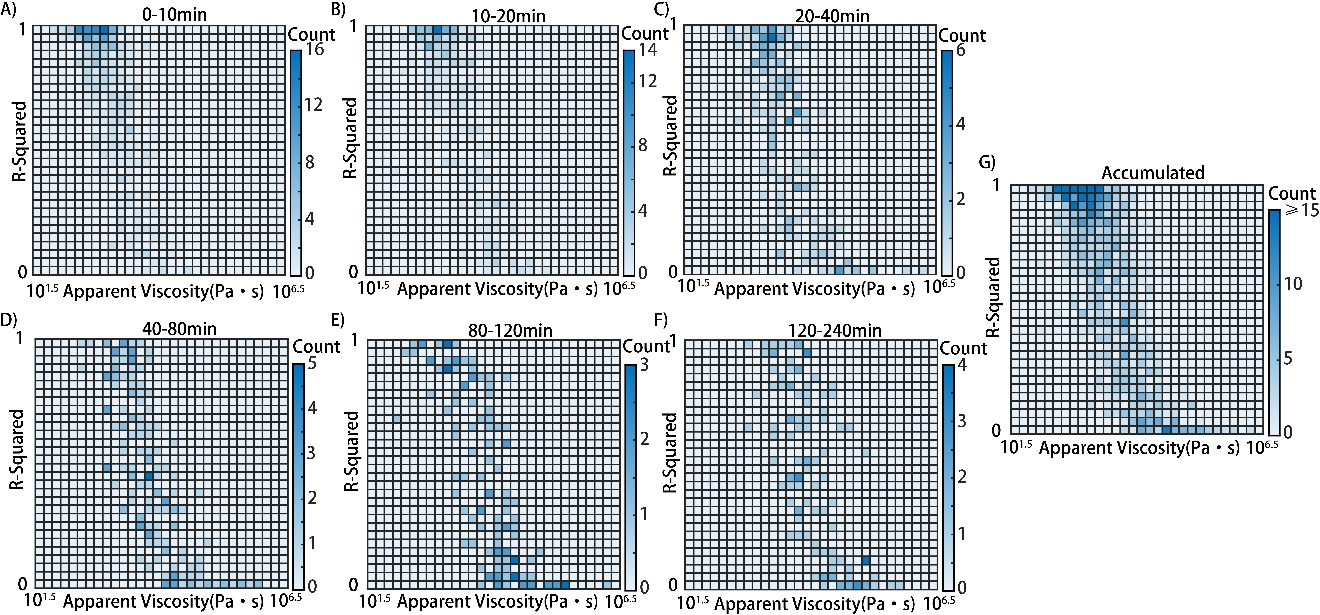 A)
0-10min
1
R-Squared
0
10^1.5 Apparent Viscosity(Pa·s) 10^6.5
Count
16
12
8
4
0
B)
10-20min
1
R-Squared
0
10^1.5 Apparent Viscosity(Pa·s) 10^6.5
Count
14
12
8
4
0
C)
20-40min
1
R-Squared
0
10^1.5 Apparent Viscosity(Pa·s) 10^6.5
Count
6
4
2
0
D)
40-80min
1
R-Squared
0
10^1.5 Apparent Viscosity(Pa·s) 10^6.5
Count
5
4
3
2
1
0
E)
80-120min
1
R-Squared
0
10^1.5 Apparent Viscosity(Pa·s) 10^6.5
Count
3
2
1
0
F)
120-240min
1
R-Squared
0
10^1.5 Apparent Viscosity(Pa·s) 10^6.5
Count
4
3
2
1
0
G)
Accumulated
1
R-Squared
0
10^1.5 Apparent Viscosity(Pa·s) 10^6.5
Count
⩾15
10
5
0